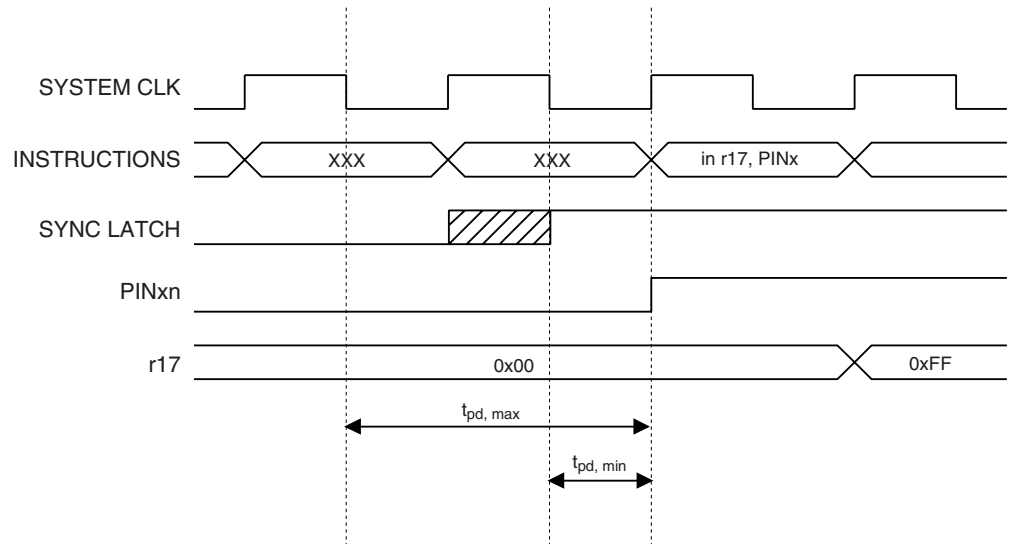 SYSTEM CLK
INSTRUCTIONS XXX XXX in r17, PINx
SYNC LATCH
PINxn
r17 0x00 0xFF
tpd, max
tpd, min